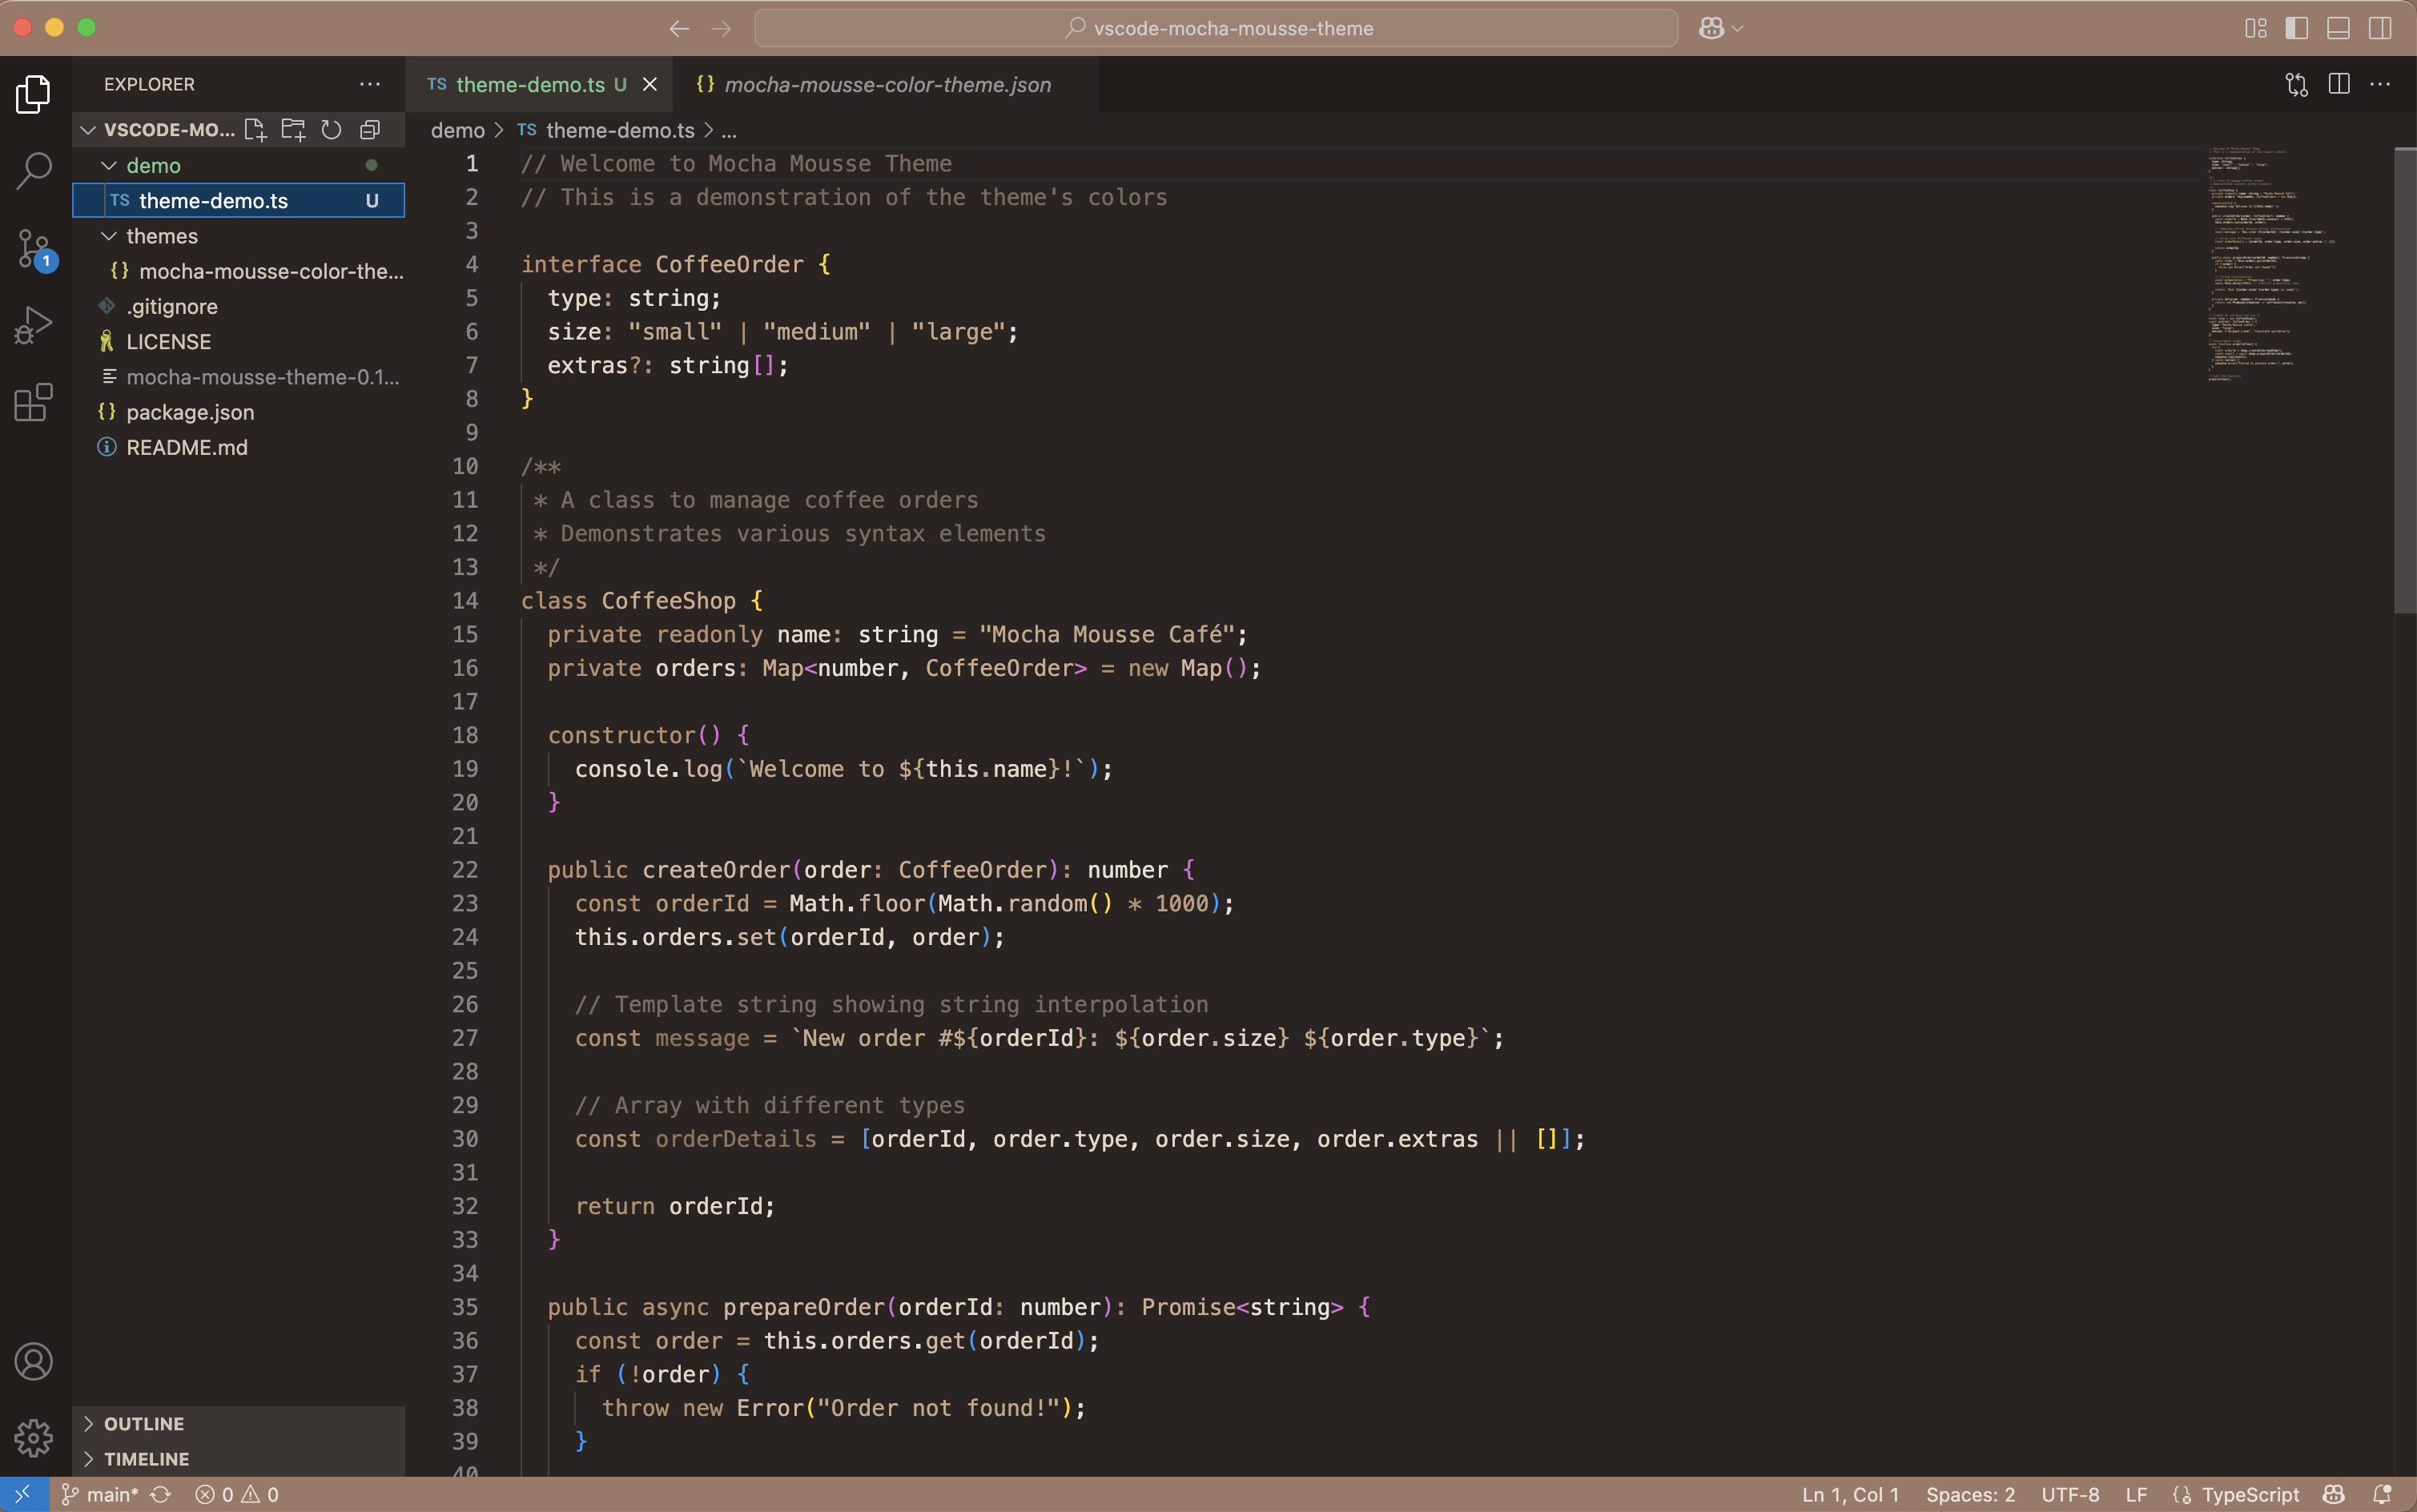 vscode-mocha-mousse-theme
EXPLORER
TS theme-demo.ts U
{} mocha-mousse-color-theme.json
VSCODE-MO...
demo
TS theme-demo.ts U
themes
{} mocha-mousse-color-the...
.gitignore
LICENSE
mocha-mousse-theme-0.1...
{} package.json
README.md
1
OUTLINE
TIMELINE
demo > TS theme-demo.ts > ...
1 // Welcome to Mocha Mousse Theme
2 // This is a demonstration of the theme's colors
3
4 interface CoffeeOrder {
5   type: string;
6   size: "small" | "medium" | "large";
7   extras?: string[];
8 }
9
10 /**
11  * A class to manage coffee orders
12  * Demonstrates various syntax elements
13  */
14 class CoffeeShop {
15   private readonly name: string = "Mocha Mousse Café";
16   private orders: Map<number, CoffeeOrder> = new Map();
17
18   constructor() {
19     console.log(`Welcome to ${this.name}!`);
20   }
21
22   public createOrder(order: CoffeeOrder): number {
23     const orderId = Math.floor(Math.random() * 1000);
24     this.orders.set(orderId, order);
25
26     // Template string showing string interpolation
27     const message = `New order #${orderId}: ${order.size} ${order.type}`;
28
29     // Array with different types
30     const orderDetails = [orderId, order.type, order.size, order.extras || []];
31
32     return orderId;
33   }
34
35   public async prepareOrder(orderId: number): Promise<string> {
36     const order = this.orders.get(orderId);
37     if (!order) {
38       throw new Error("Order not found!");
39     }
40
main* 0 0
Ln 1, Col 1 Spaces: 2 UTF-8 LF {} TypeScript